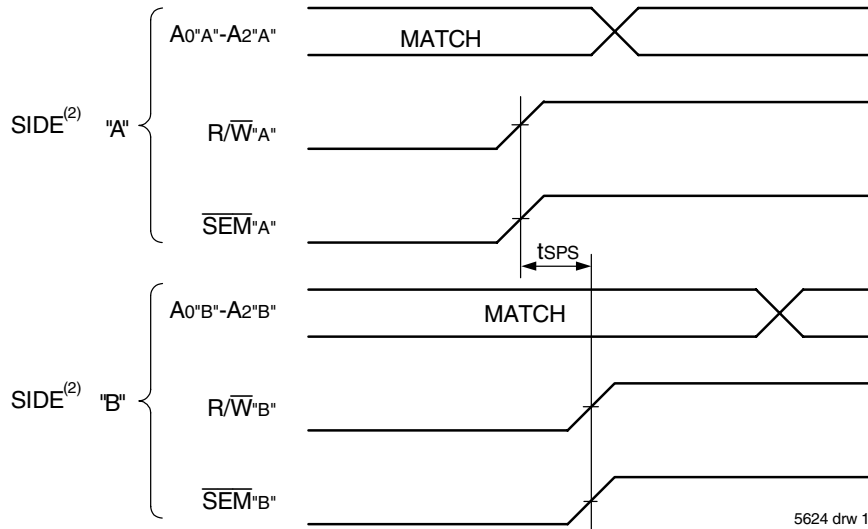 A0"A"-A2"A" MATCH
SIDE(2) "A" R/W"A"
SEM"A"
tSPS
A0"B"-A2"B" MATCH
SIDE(2) "B" R/W"B"
SEM"B"
5624 drw 1